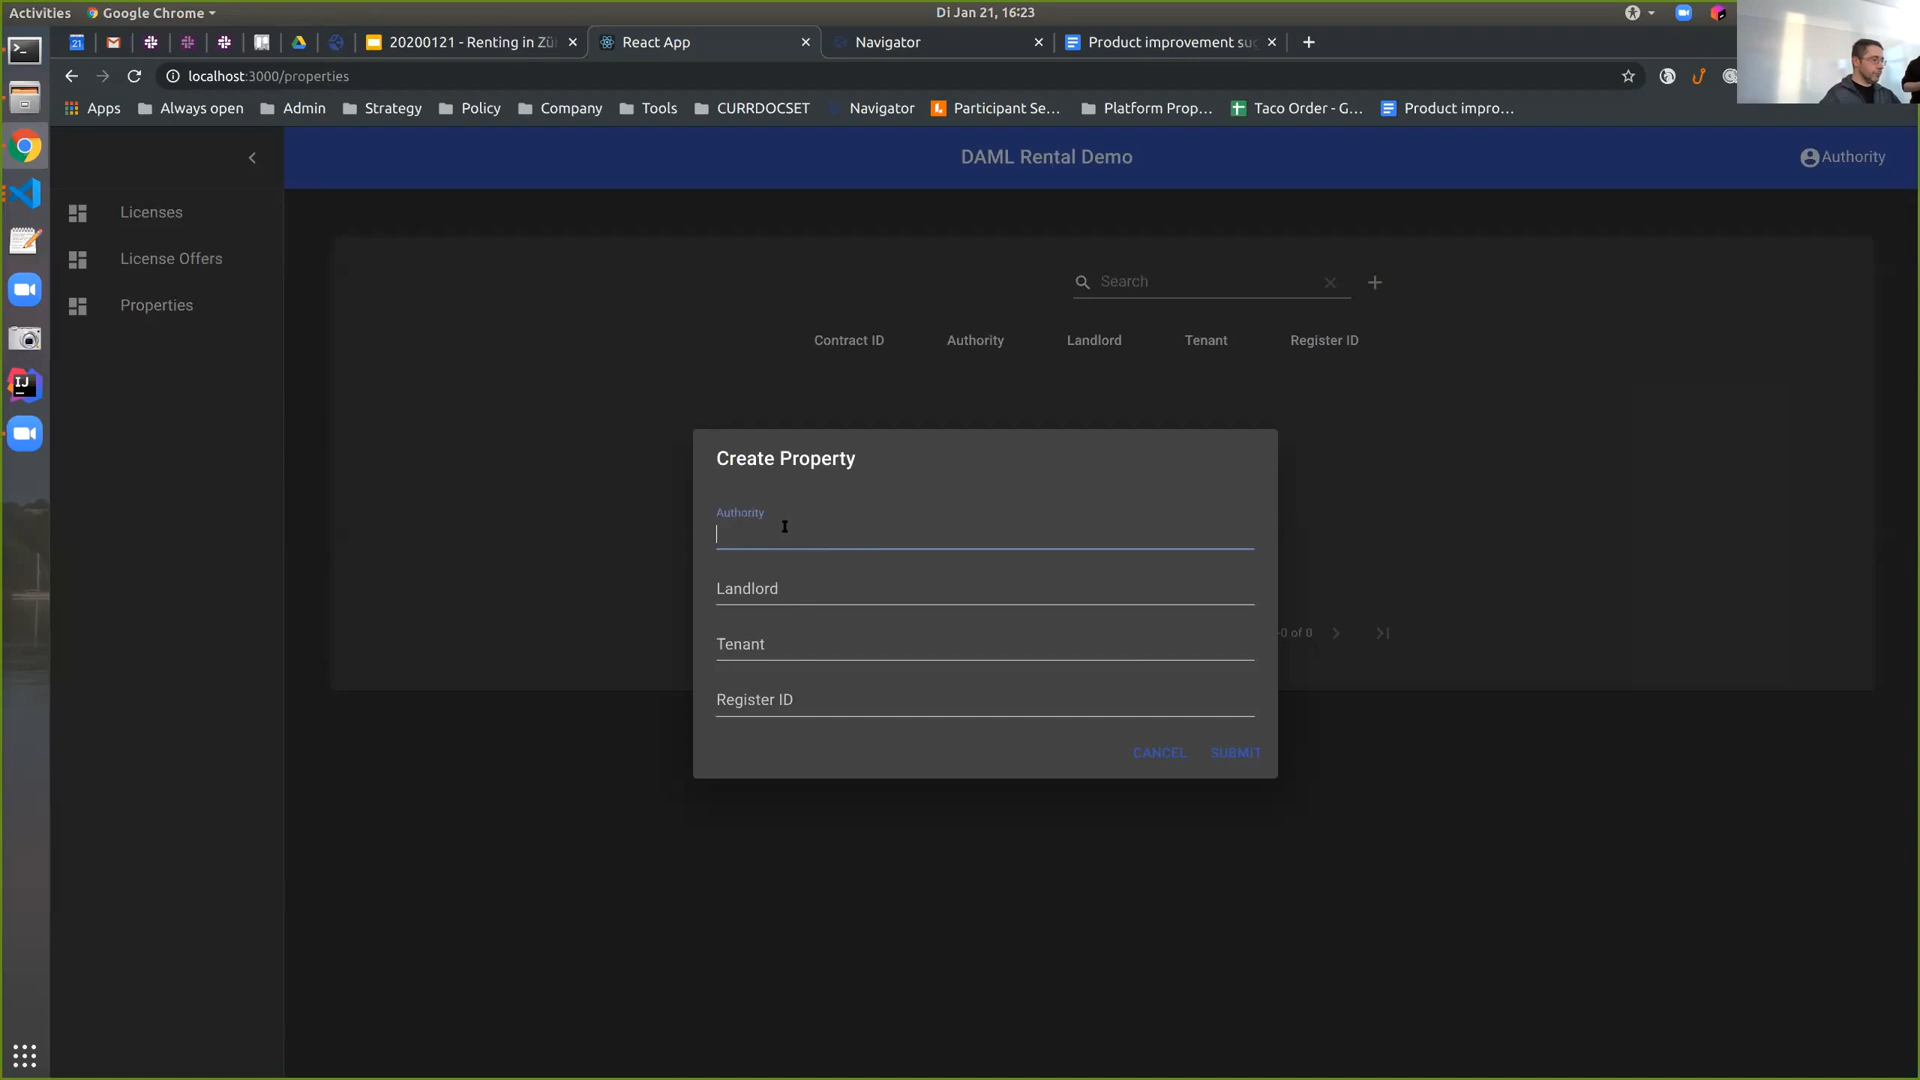 Activities
Google Chrome
Di Jan 21, 16:23
21
20200121 - Renting in Zü
React App
Navigator
Product improvement su
localhost:3000/properties
Apps
Always open
Admin
Strategy
Policy
Company
Tools
CURRDOCSET
Navigator
Participant Se...
Platform Prop...
Taco Order - G...
Product impro...
DAML Rental Demo
Authority
Licenses
License Offers
Properties
Search
Contract ID
Authority
Landlord
Tenant
Register ID
Create Property
Authority
Landlord
Tenant
Register ID
-0 of 0
CANCEL
SUBMIT
IJ